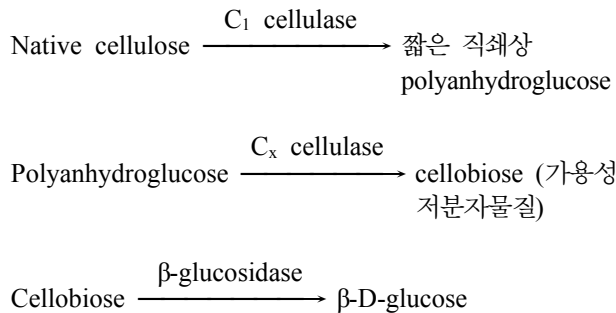 C₁ cellulase
Native cellulose 짧은 직쇄상
polyanhydroglucose
Cₓ cellulase
Polyanhydroglucose cellobiose (가용성
저분자물질)
β-glucosidase
Cellobiose β-D-glucose